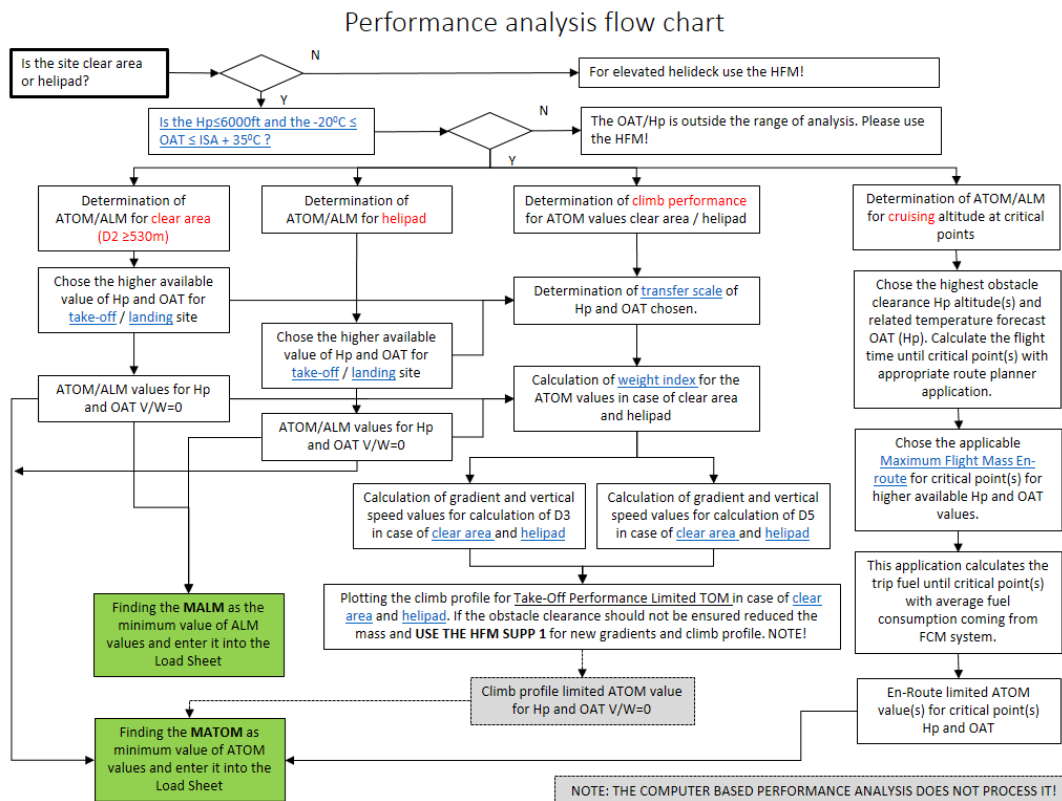 Performance analysis flow chart
Is the site clear area
or helipad?
N
For elevated helideck use the HFM!
Y
Is the Hp≤6000ft and the -20⁰C ≤
OAT ≤ ISA + 35⁰C ?
N
The OAT/Hp is outside the range of analysis. Please use
the HFM!
Y
Determination of
ATOM/ALM for clear area
(D2 ≥530m)
Determination of
ATOM/ALM for helipad
Determination of climb performance
for ATOM values clear area / helipad
Determination of ATOM/ALM
for cruising altitude at critical
points
Chose the higher available
value of Hp and OAT for
take-off / landing site
Determination of transfer scale of
Hp and OAT chosen.
Chose the highest obstacle
clearance Hp altitude(s) and
related temperature forecast
OAT (Hp). Calculate the flight
time until critical point(s) with
appropriate route planner
application.
Chose the higher available
value of Hp and OAT for
take-off / landing site
ATOM/ALM values for Hp
and OAT V/W=0
Calculation of weight index for the
ATOM values in case of clear area
and helipad
ATOM/ALM values for Hp
and OAT V/W=0
Chose the applicable
Maximum Flight Mass En-
route for critical point(s) for
higher available Hp and OAT
values.
Calculation of gradient and vertical
speed values for calculation of D3
in case of clear area and helipad
Calculation of gradient and vertical
speed values for calculation of D5
in case of clear area and helipad
This application calculates the
trip fuel until critical point(s)
with average fuel
consumption coming from
FCM system.
Finding the MALM as the
minimum value of ALM
values and enter it into the
Load Sheet
Plotting the climb profile for Take-Off Performance Limited TOM in case of clear
area and helipad. If the obstacle clearance should not be ensured reduced the
mass and USE THE HFM SUPP 1 for new gradients and climb profile. NOTE!
Climb profile limited ATOM value
for Hp and OAT V/W=0
En-Route limited ATOM
value(s) for critical point(s)
Hp and OAT
Finding the MATOM as
minimum value of ATOM
values and enter it into the
Load Sheet
NOTE: THE COMPUTER BASED PERFORMANCE ANALYSIS DOES NOT PROCESS IT!